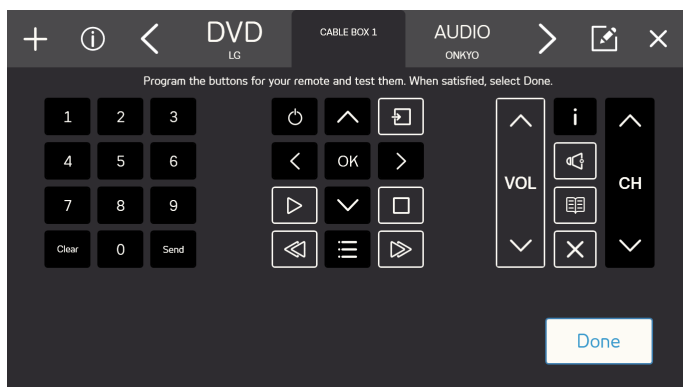 DVD
LG
CABLE BOX 1
AUDIO
ONKYO
Program the buttons for your remote and test them. When satisfied, select Done.
1 2 3
i
4 5 6
OK
VOL
CH
7 8 9
Clear 0 Send
Done